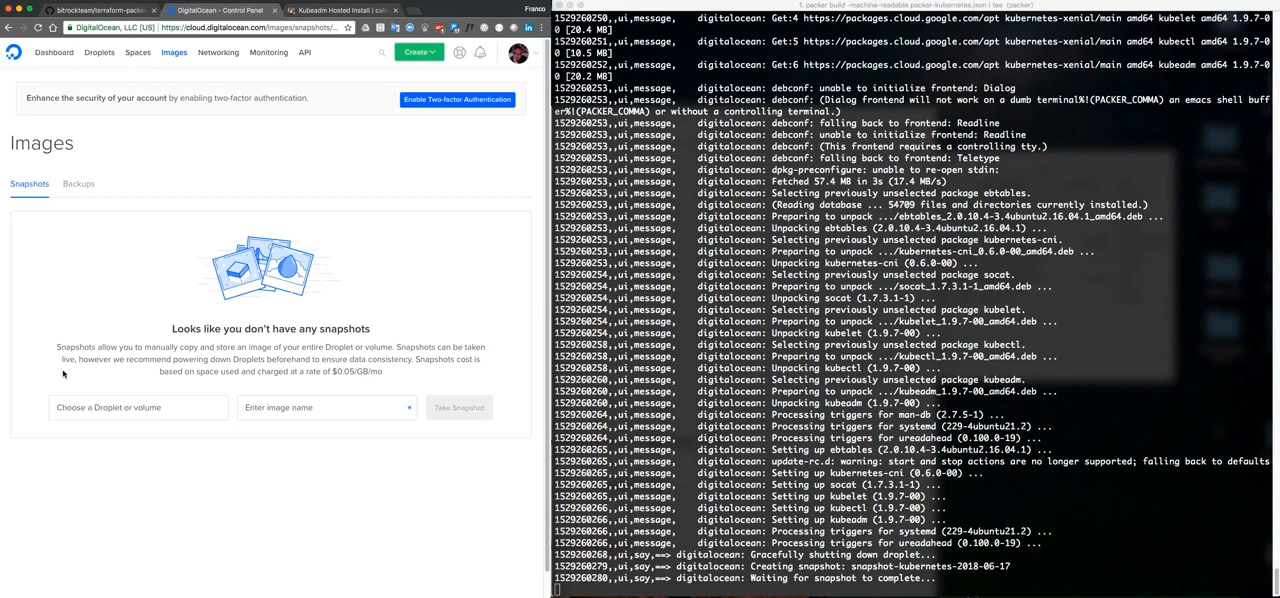 bitrockteam/terraform-packer
DigitalOcean - Control Panel
Kubeadm Hosted Install | calic
Franco
1. packer build -machine-readable packer-kubernetes.json | tee (packer)
DigitalOcean, LLC [US] | https://cloud.digitalocean.com/images/snapshots/...
Dashboard Droplets Spaces Images Networking Monitoring API
Create
Enhance the security of your account by enabling two-factor authentication.
Enable Two-factor Authentication
Images
Snapshots Backups
Looks like you don't have any snapshots
Snapshots allow you to manually copy and store an image of your entire Droplet or volume. Snapshots can be taken
live, however we recommend powering down Droplets beforehand to ensure data consistency. Snapshots cost is
based on space used and charged at a rate of $0.05/GB/mo
Choose a Droplet or volume
Enter image name *
Take Snapshot
1529260250,,ui,message, digitalocean: Get:4 https://packages.cloud.google.com/apt kubernetes-xenial/main amd64 kubelet amd64 1.9.7-0
0 [20.4 MB]
1529260251,,ui,message, digitalocean: Get:5 https://packages.cloud.google.com/apt kubernetes-xenial/main amd64 kubectl amd64 1.9.7-0
0 [10.5 MB]
1529260252,,ui,message, digitalocean: Get:6 https://packages.cloud.google.com/apt kubernetes-xenial/main amd64 kubeadm amd64 1.9.7-0
0 [20.2 MB]
1529260253,,ui,message, digitalocean: debconf: unable to initialize frontend: Dialog
1529260253,,ui,message, digitalocean: debconf: (Dialog frontend will not work on a dumb terminal%!(PACKER_COMMA) an emacs shell buff
er%!(PACKER_COMMA) or without a controlling terminal.)
1529260253,,ui,message, digitalocean: debconf: falling back to frontend: Readline
1529260253,,ui,message, digitalocean: debconf: unable to initialize frontend: Readline
1529260253,,ui,message, digitalocean: debconf: (This frontend requires a controlling tty.)
1529260253,,ui,message, digitalocean: debconf: falling back to frontend: Teletype
1529260253,,ui,message, digitalocean: dpkg-preconfigure: unable to re-open stdin:
1529260253,,ui,message, digitalocean: Fetched 57.4 MB in 3s (17.4 MB/s)
1529260253,,ui,message, digitalocean: Selecting previously unselected package ebtables.
1529260253,,ui,message, digitalocean: (Reading database ... 54709 files and directories currently installed.)
1529260253,,ui,message, digitalocean: Preparing to unpack .../ebtables_2.0.10.4-3.4ubuntu2.16.04.1_amd64.deb ...
1529260253,,ui,message, digitalocean: Unpacking ebtables (2.0.10.4-3.4ubuntu2.16.04.1) ...
1529260253,,ui,message, digitalocean: Selecting previously unselected package kubernetes-cni.
1529260253,,ui,message, digitalocean: Preparing to unpack .../kubernetes-cni_0.6.0-00_amd64.deb ...
1529260253,,ui,message, digitalocean: Unpacking kubernetes-cni (0.6.0-00) ...
1529260254,,ui,message, digitalocean: Selecting previously unselected package socat.
1529260254,,ui,message, digitalocean: Preparing to unpack .../socat_1.7.3.1-1_amd64.deb ...
1529260254,,ui,message, digitalocean: Unpacking socat (1.7.3.1-1) ...
1529260254,,ui,message, digitalocean: Selecting previously unselected package kubelet.
1529260254,,ui,message, digitalocean: Preparing to unpack .../kubelet_1.9.7-00_amd64.deb ...
1529260254,,ui,message, digitalocean: Unpacking kubelet (1.9.7-00) ...
1529260258,,ui,message, digitalocean: Selecting previously unselected package kubectl.
1529260258,,ui,message, digitalocean: Preparing to unpack .../kubectl_1.9.7-00_amd64.deb ...
1529260258,,ui,message, digitalocean: Unpacking kubectl (1.9.7-00) ...
1529260260,,ui,message, digitalocean: Selecting previously unselected package kubeadm.
1529260260,,ui,message, digitalocean: Preparing to unpack .../kubeadm_1.9.7-00_amd64.deb ...
1529260260,,ui,message, digitalocean: Unpacking kubeadm (1.9.7-00) ...
1529260264,,ui,message, digitalocean: Processing triggers for man-db (2.7.5-1) ...
1529260264,,ui,message, digitalocean: Processing triggers for systemd (229-4ubuntu21.2) ...
1529260264,,ui,message, digitalocean: Processing triggers for ureadahead (0.100.0-19) ...
1529260265,,ui,message, digitalocean: Setting up ebtables (2.0.10.4-3.4ubuntu2.16.04.1) ...
1529260265,,ui,message, digitalocean: update-rc.d: warning: start and stop actions are no longer supported; falling back to defaults
1529260265,,ui,message, digitalocean: Setting up kubernetes-cni (0.6.0-00) ...
1529260265,,ui,message, digitalocean: Setting up socat (1.7.3.1-1) ...
1529260265,,ui,message, digitalocean: Setting up kubelet (1.9.7-00) ...
1529260266,,ui,message, digitalocean: Setting up kubectl (1.9.7-00) ...
1529260266,,ui,message, digitalocean: Setting up kubeadm (1.9.7-00) ...
1529260266,,ui,message, digitalocean: Processing triggers for systemd (229-4ubuntu21.2) ...
1529260266,,ui,message, digitalocean: Processing triggers for ureadahead (0.100.0-19) ...
1529260268,,ui,say,==> digitalocean: Gracefully shutting down droplet...
1529260279,,ui,say,==> digitalocean: Creating snapshot: snapshot-kubernetes-2018-06-17
1529260280,,ui,say,==> digitalocean: Waiting for snapshot to complete...